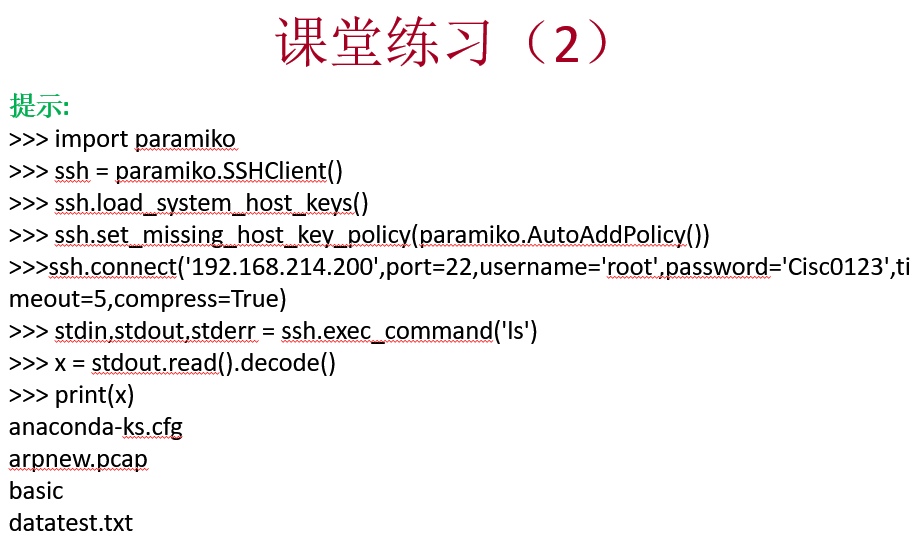 课堂练习（2）
提示:
>>> import paramiko
>>> ssh = paramiko.SSHClient()
>>> ssh.load_system_host_keys()
>>> ssh.set_missing_host_key_policy(paramiko.AutoAddPolicy())
>>>ssh.connect('192.168.214.200',port=22,username='root',password='Cisc0123',ti
meout=5,compress=True)
>>> stdin,stdout,stderr = ssh.exec_command('ls')
>>> x = stdout.read().decode()
>>> print(x)
anaconda-ks.cfg
arpnew.pcap
basic
datatest.txt